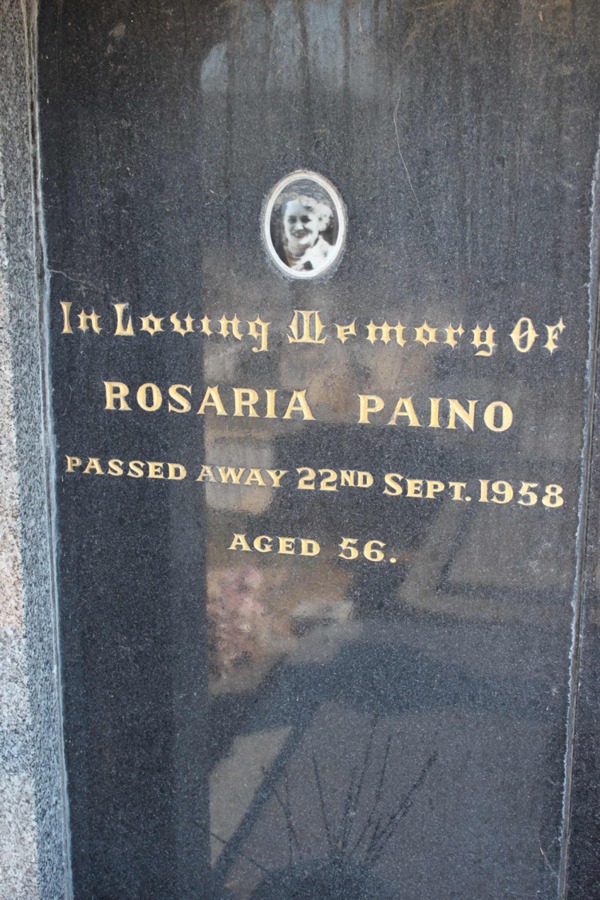 In Loving Memory Of
ROSARIA PAINO
PASSED AWAY 22ND SEPT. 1958
AGED 56.